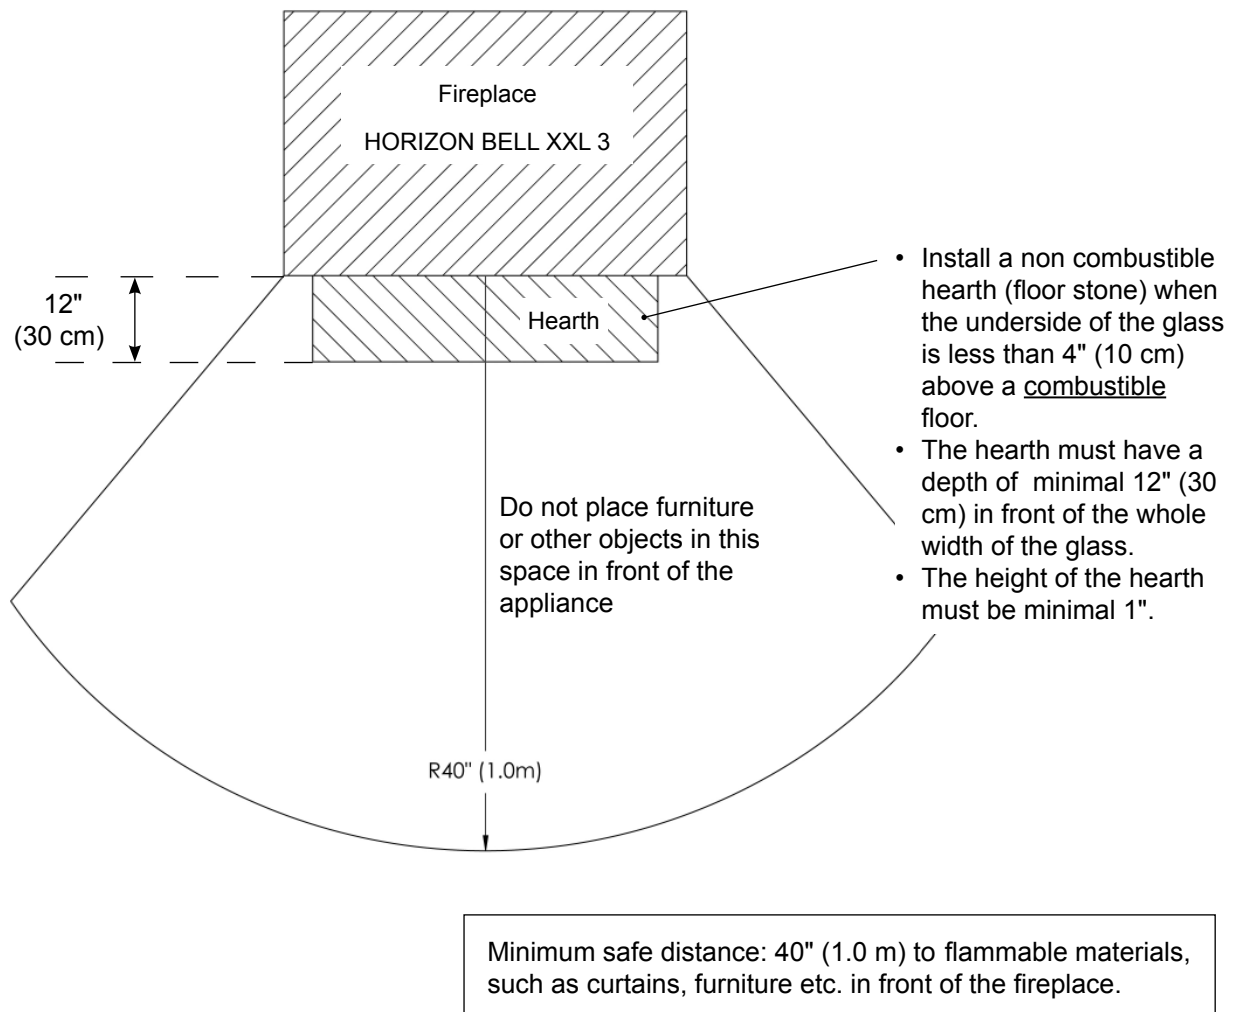 Fireplace
HORIZON BELL XXL 3
12"
(30 cm)
Hearth
• Install a non combustible
hearth (floor stone) when
the underside of the glass
is less than 4" (10 cm)
above a combustible
floor.
• The hearth must have a
depth of  minimal 12" (30
cm) in front of the whole
width of the glass.
• The height of the hearth
must be minimal 1".
Do not place furniture
or other objects in this
space in front of the
appliance
R40" (1.0m)
Minimum safe distance: 40" (1.0 m) to flammable materials,
such as curtains, furniture etc. in front of the fireplace.